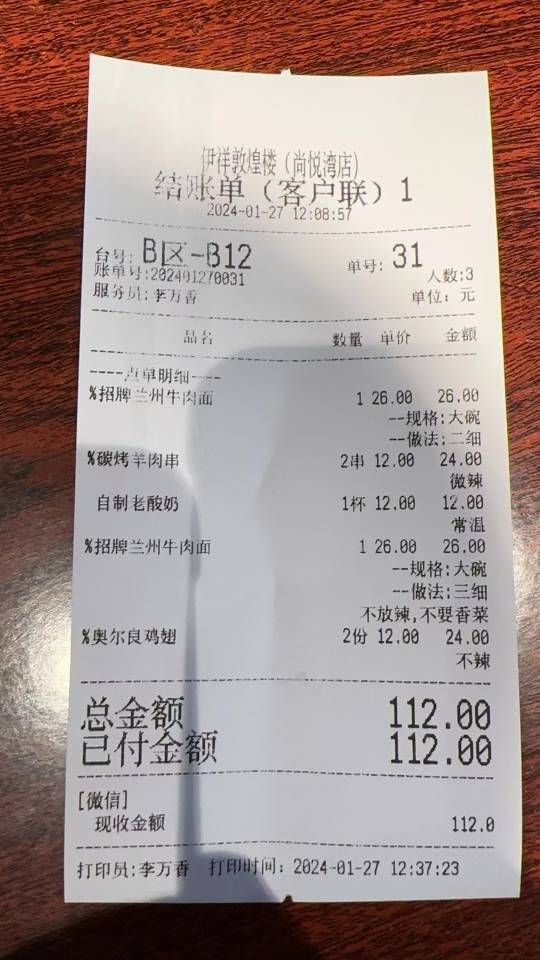 伊祥敦煌楼（尚悦湾店）
结账单（客户联）1
2024-01-27 12:08:57
台号: B区-B12 单号: 31
账单号:202401270031 人数:3
服务员:李万香 单位: 元
品名 数量 单价 金额
----点单明细----
%招牌兰州牛肉面 1 26.00 26.00
--规格:大碗
--做法:二细
%碳烤羊肉串 2串 12.00 24.00
微辣
自制老酸奶 1杯 12.00 12.00
常温
%招牌兰州牛肉面 1 26.00 26.00
--规格:大碗
--做法:三细
不放辣,不要香菜
%奥尔良鸡翅 2份 12.00 24.00
不辣
总金额 112.00
已付金额 112.00
[微信]
现收金额 112.0
打印员:李万香 打印时间: 2024-01-27 12:37:23